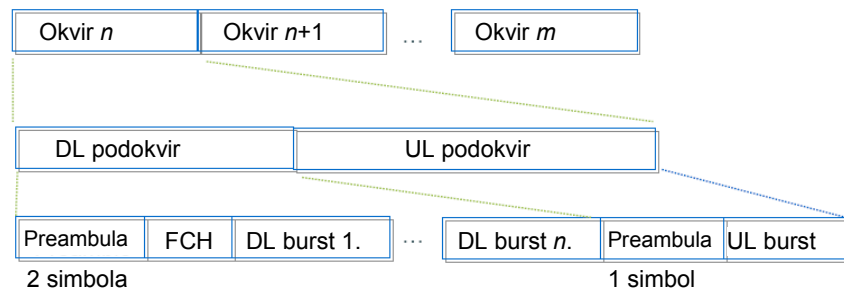 Okvir n Okvir n+1 ... Okvir m
DL podokvir UL podokvir
Preambula FCH DL burst 1. ... DL burst n. Preambula UL burst
2 simbola 1 simbol